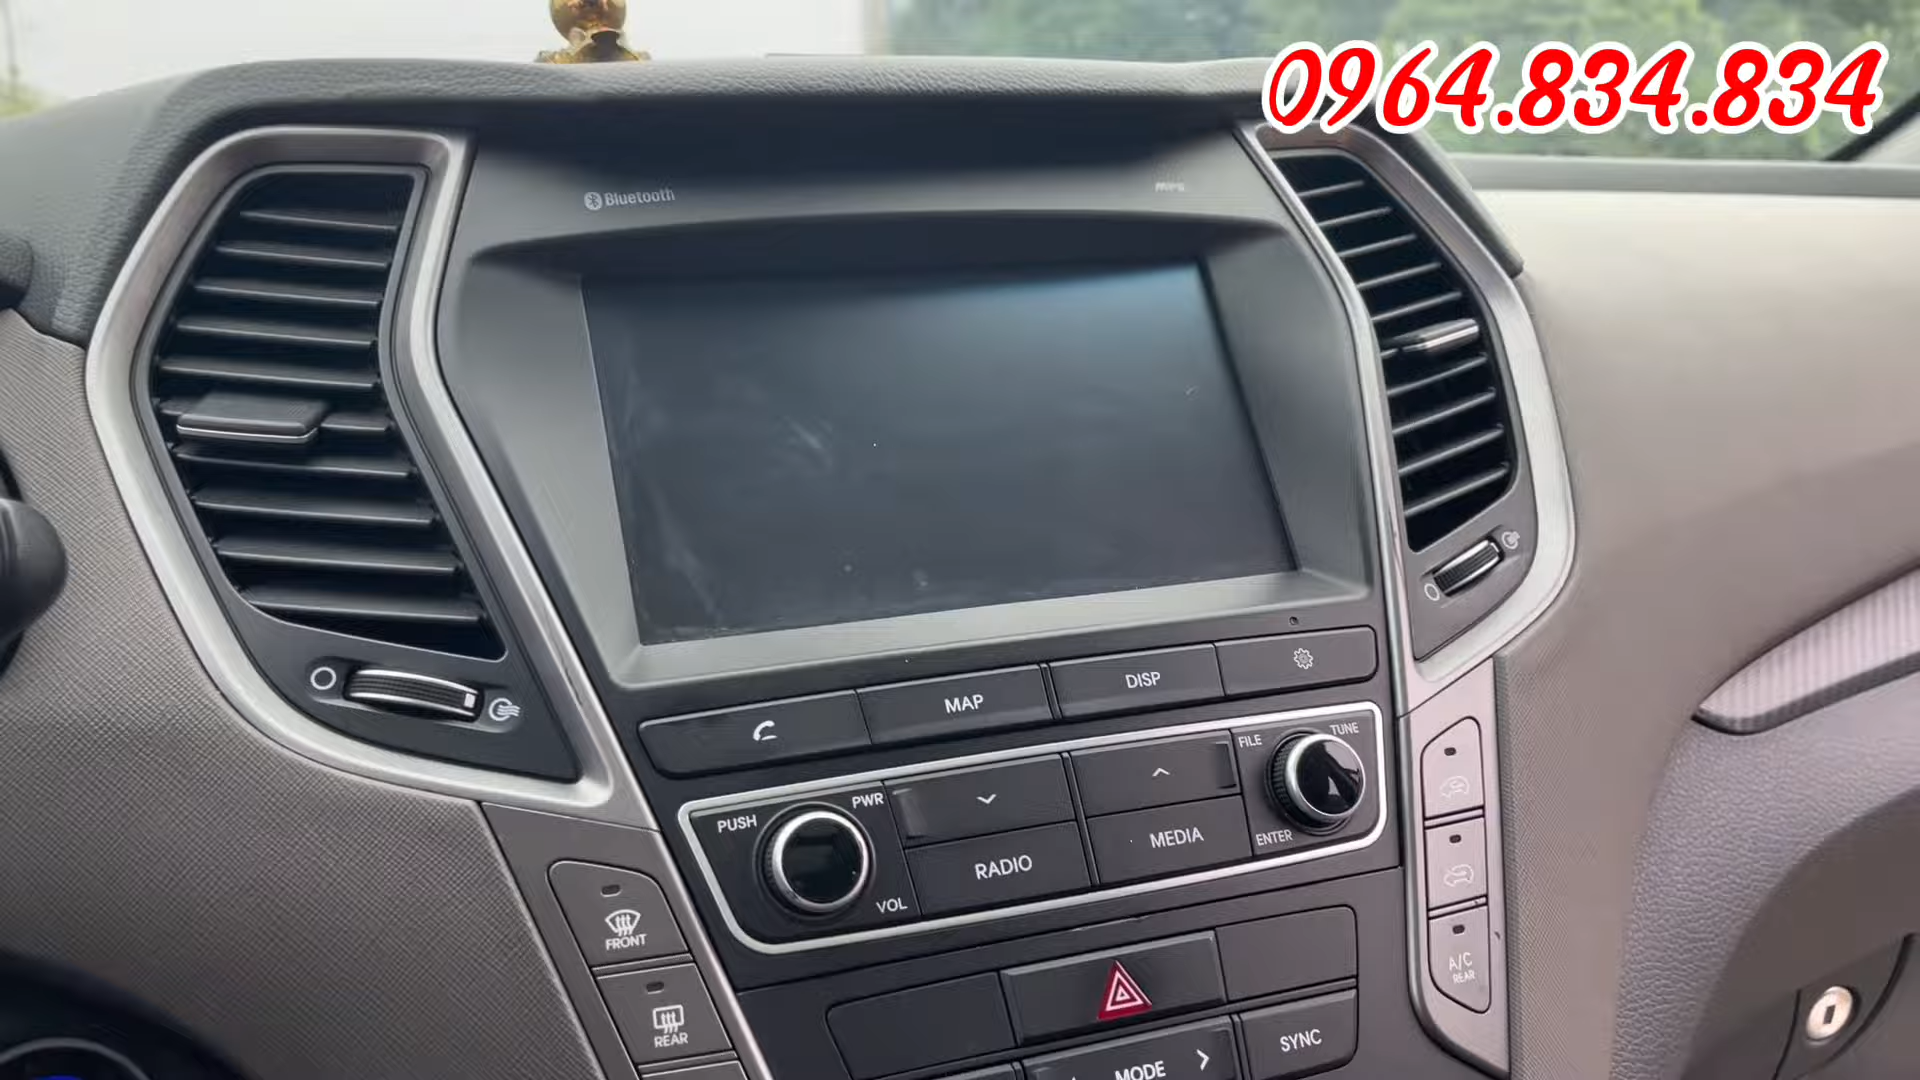 0964.834.834
Bluetooth
MP3
MAP
DISP
PUSH
PWR
VOL
RADIO
MEDIA
FILE
TUNE
ENTER
FRONT
REAR
A/C
REAR
MODE
SYNC